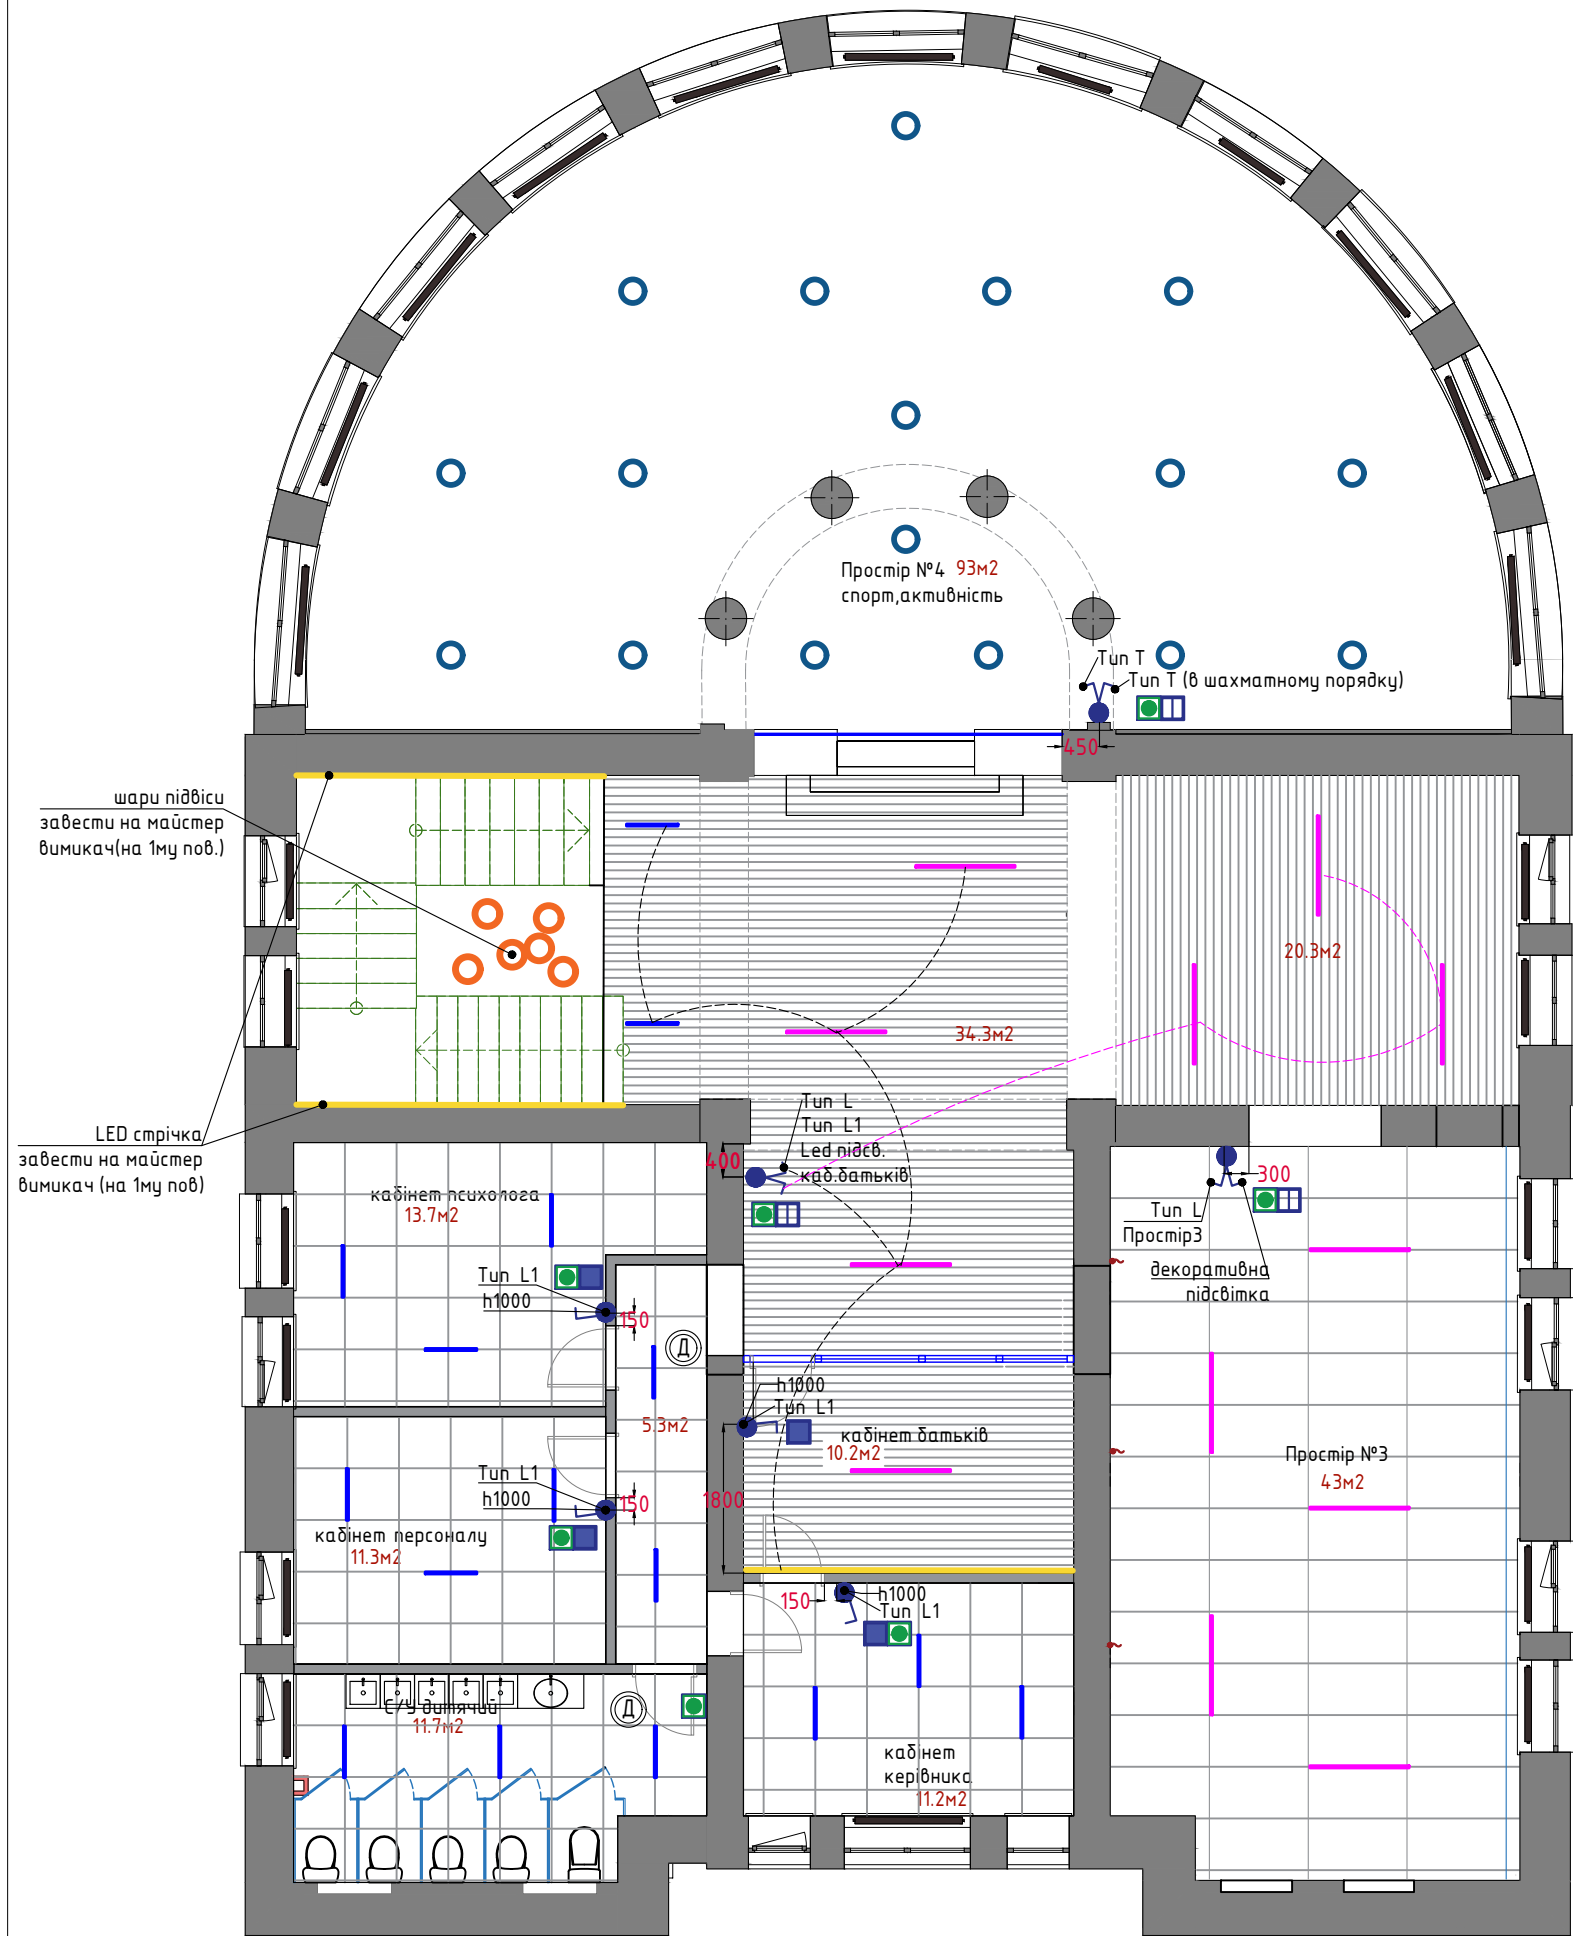 Простір №4 93м2
спорт,активність
Тип Т
Тип Т (в шахматному порядку)
450
шари підвіси
завести на майстер
вимикач(на 1му пов.)
20.3м2
34.3м2
LED стрічка
завести на майстер
вимикач (на 1му пов)
Тип L
Тип L1
Led підсв.
каб.батьків
400
300
Тип L
Простір3
декоративна
підсвітка
кабінет психолога
13.7м2
Тип L1
h1000
150
Д
5.3м2
h1000
Тип L1
кабінет батьків
10.2м2
1800
Простір №3
43м2
Тип L1
h1000
150
кабінет персоналу
11.3м2
150
h1000
Тип L1
С/У дитячий
11.7м2
Д
кабінет
керівника
11.2м2